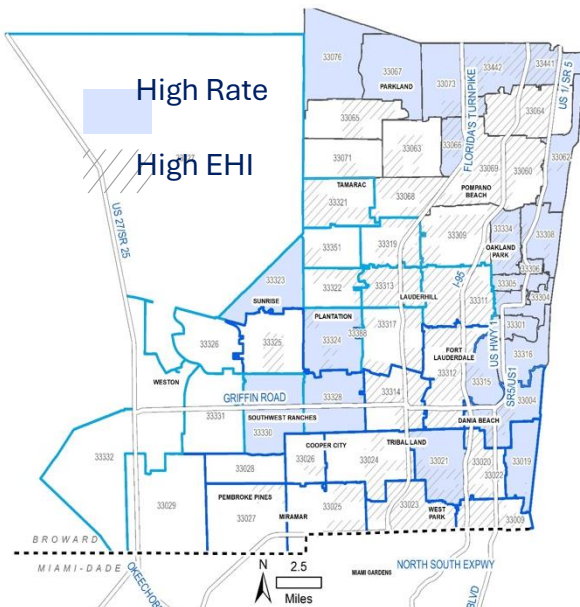 High Rate
High EHI
33076
33067
PARKLAND
33073
33442
33441
US 1/ SR 5
FLORIDA'S TURNPIKE
33065
33063
33066
33064
33062
33071
33069
33060
TAMARAC
33321
33068
POMPANO
BEACH
US 27/SR 25
33351
33319
33309
33334
33308
OAKLAND
PARK
33306
33305
33304
I-95
33323
33322
33313
33311
SUNRISE
LAUDERHILL
PLANTATION
33324
33388
33317
33301
US HWY 1
33326
33325
FORT
LAUDERDALE
33312
33315
33316
SR5/US1
WESTON
33331
GRIFFIN ROAD
33328
33314
33004
SOUTHWEST RANCHES
33330
DANIA BEACH
COOPER CITY
TRIBAL LAND
33332
33028
33026
33024
33021
33020
33019
33022
33029
PEMBROKE PINES
33027
33025
MIRAMAR
33023
WEST
PARK
33009
BROWARD
MIAMI-DADE
N
2.5
Miles
MIAMI GARDENS
NORTH SOUTH EXPWY
BLVD